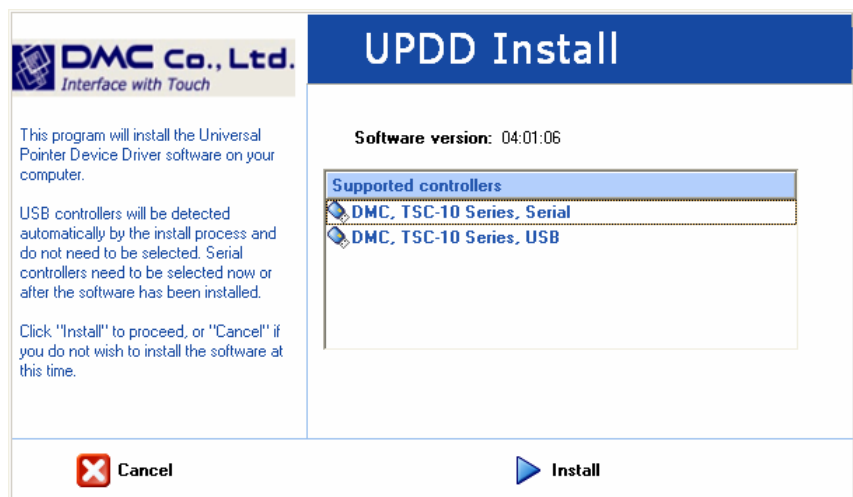 DMC Co., Ltd.
Interface with Touch
UPDD Install
This program will install the Universal
Pointer Device Driver software on your
computer.
USB controllers will be detected
automatically by the install process and
do not need to be selected. Serial
controllers need to be selected now or
after the software has been installed.
Click "Install" to proceed, or "Cancel" if
you do not wish to install the software at
this time.
Software version: 04:01:06
Supported controllers
DMC, TSC-10 Series, Serial
DMC, TSC-10 Series, USB
Cancel
Install